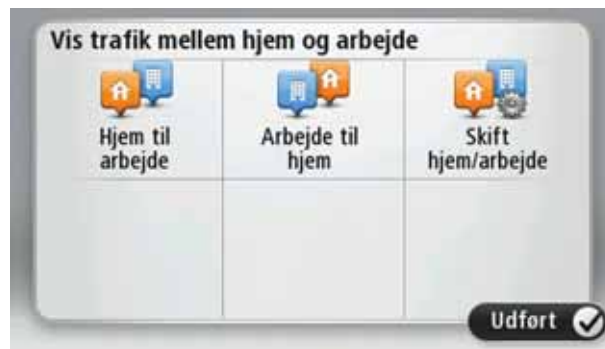 Vis trafik mellem hjem og arbejde
Hjem til
arbejde
Arbejde til
hjem
Skift
hjem/arbejde
Udført